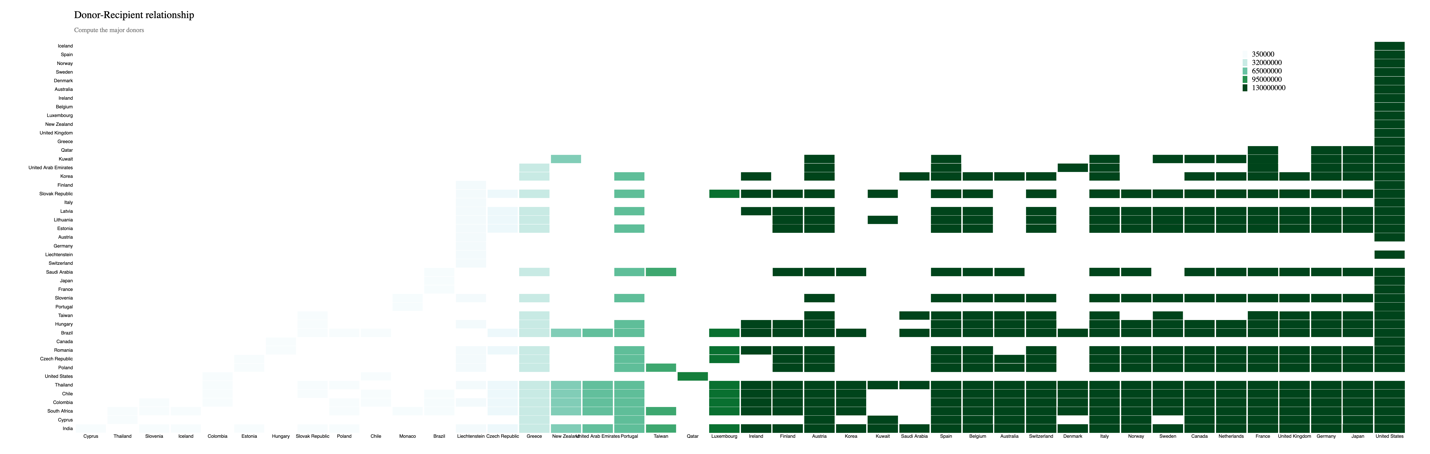 Donor-Recipient relationship
Compute the major donors
Iceland
Spain
Norway
Sweden
Denmark
Australia
Ireland
Belgium
Luxembourg
New Zealand
United Kingdom
Greece
Qatar
Kuwait
United Arab Emirates
Korea
Finland
Slovak Republic
Italy
Latvia
Lithuania
Estonia
Austria
Germany
Liechtenstein
Switzerland
Saudi Arabia
Japan
France
Slovenia
Portugal
Taiwan
Hungary
Brazil
Canada
Romania
Czech Republic
Poland
United States
Thailand
Chile
Colombia
South Africa
Cyprus
India
350000
32000000
65000000
95000000
130000000
Cyprus Thailand Slovenia Iceland Colombia Estonia Hungary Slovak Republic Poland Chile Monaco Brazil Liechtenstein Czech Republic Greece New Zealand United Arab Emirates Portugal Taiwan Qatar Luxembourg Ireland Finland Austria Korea Kuwait Saudi Arabia Spain Belgium Australia Switzerland Denmark Italy Norway Sweden Canada Netherlands France United Kingdom Germany Japan United States